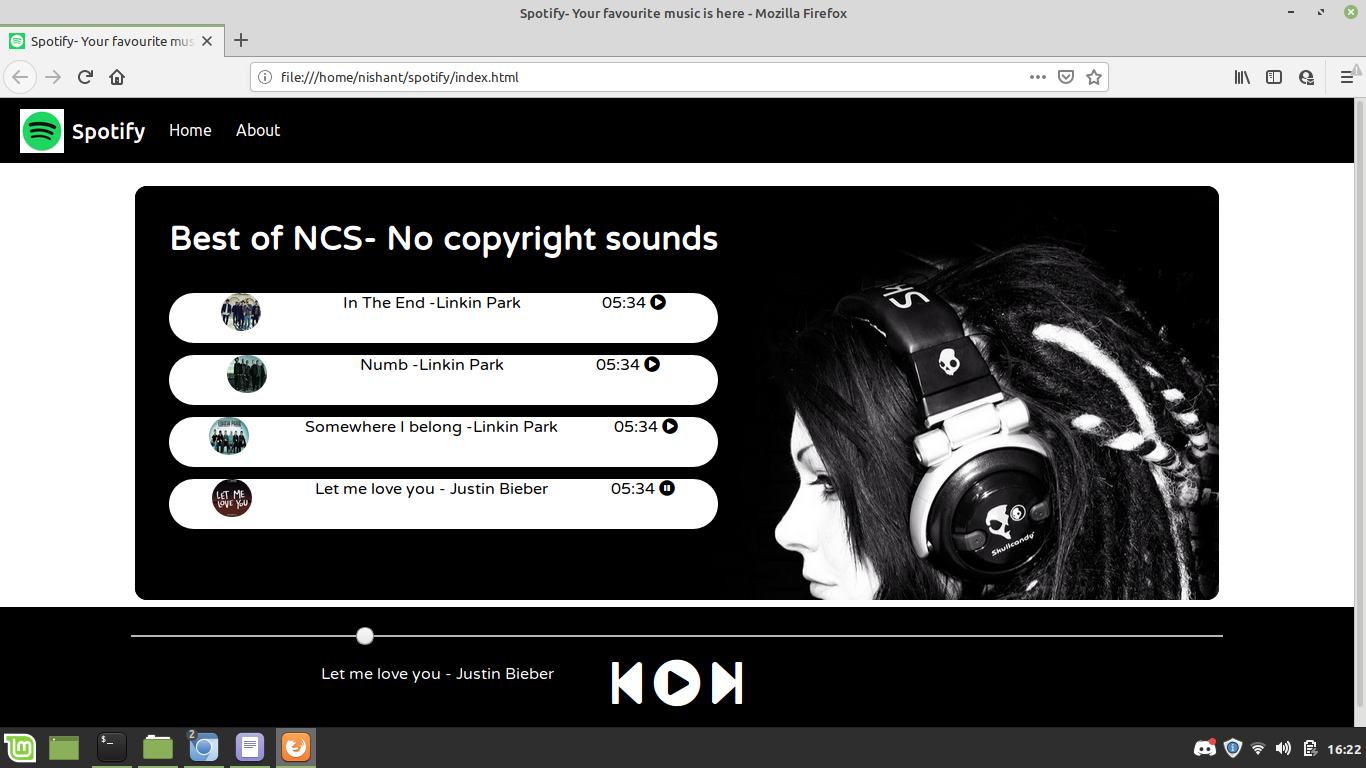 Spotify- Your favourite music is here - Mozilla Firefox
Spotify- Your favourite mus
file:///home/nishant/spotify/index.html
Spotify Home About
Best of NCS- No copyright sounds
In The End -Linkin Park 05:34
Numb -Linkin Park 05:34
Somewhere I belong -Linkin Park 05:34
LET ME LOVE YOU Let me love you - Justin Bieber 05:34
Skullcandy
Let me love you - Justin Bieber
2
16:22